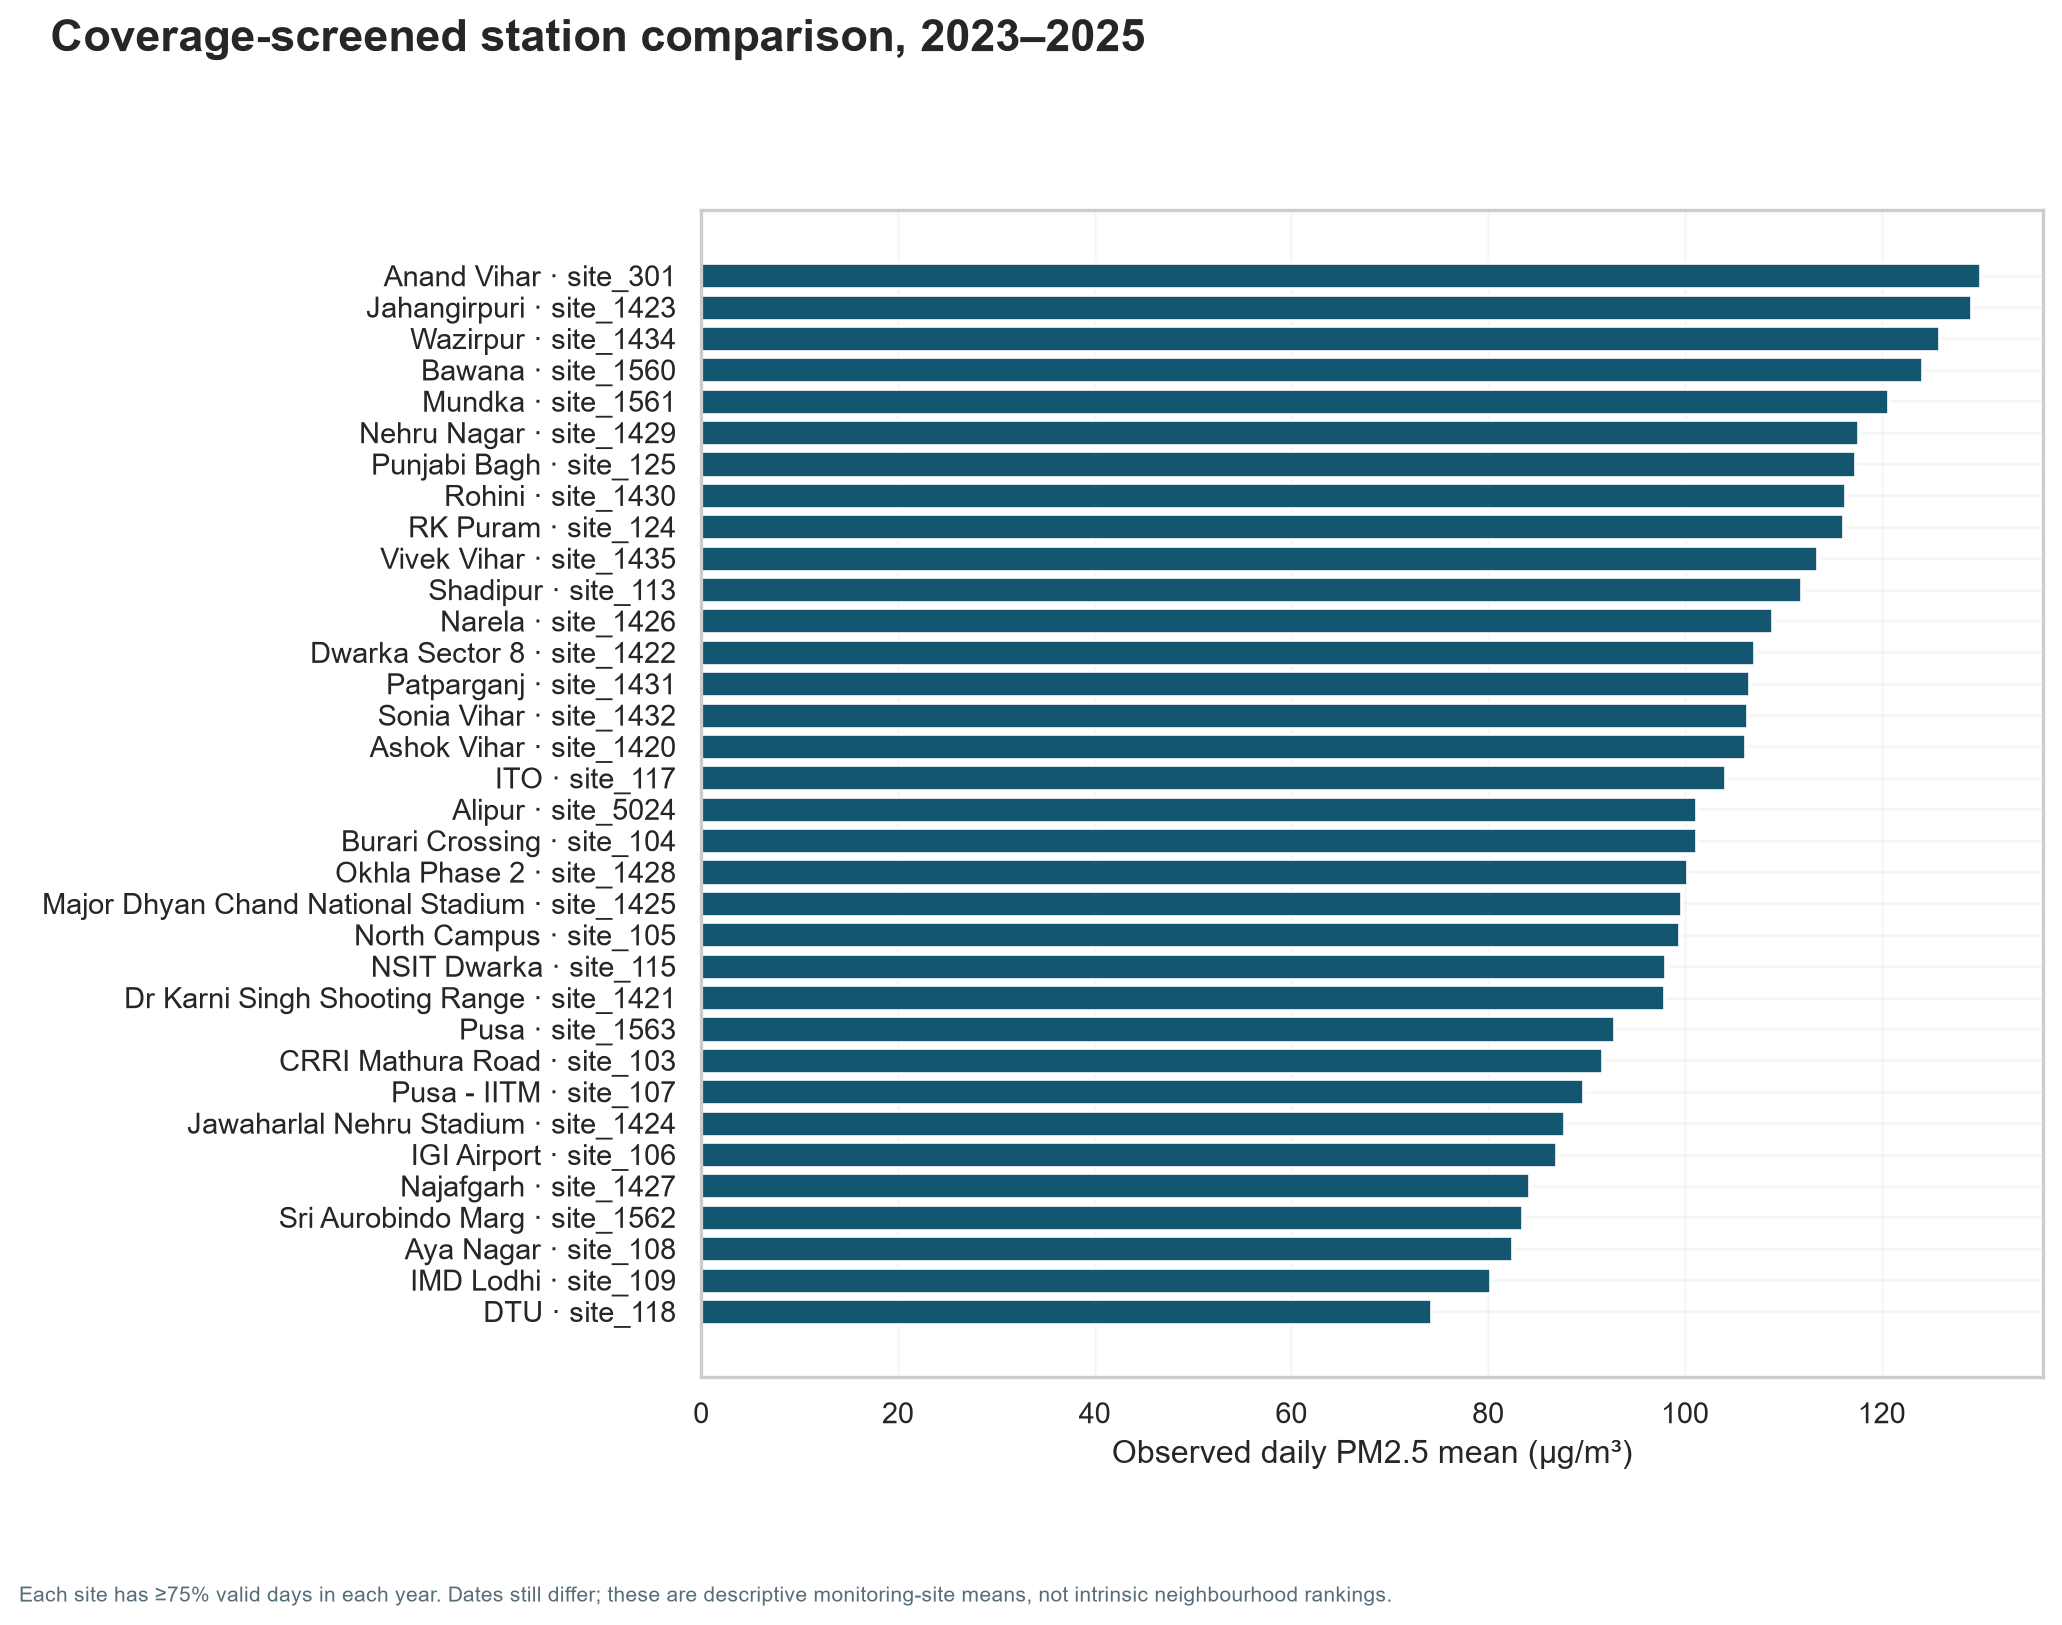 Coverage-screened station comparison, 2023–2025
Anand Vihar · site_301
Jahangirpuri · site_1423
Wazirpur · site_1434
Bawana · site_1560
Mundka · site_1561
Nehru Nagar · site_1429
Punjabi Bagh · site_125
Rohini · site_1430
RK Puram · site_124
Vivek Vihar · site_1435
Shadipur · site_113
Narela · site_1426
Dwarka Sector 8 · site_1422
Patparganj · site_1431
Sonia Vihar · site_1432
Ashok Vihar · site_1420
ITO · site_117
Alipur · site_5024
Burari Crossing · site_104
Okhla Phase 2 · site_1428
Major Dhyan Chand National Stadium · site_1425
North Campus · site_105
NSIT Dwarka · site_115
Dr Karni Singh Shooting Range · site_1421
Pusa · site_1563
CRRI Mathura Road · site_103
Pusa - IITM · site_107
Jawaharlal Nehru Stadium · site_1424
IGI Airport · site_106
Najafgarh · site_1427
Sri Aurobindo Marg · site_1562
Aya Nagar · site_108
IMD Lodhi · site_109
DTU · site_118
0 20 40 60 80 100 120
Observed daily PM2.5 mean (µg/m³)
Each site has ≥75% valid days in each year. Dates still differ; these are descriptive monitoring-site means, not intrinsic neighbourhood rankings.